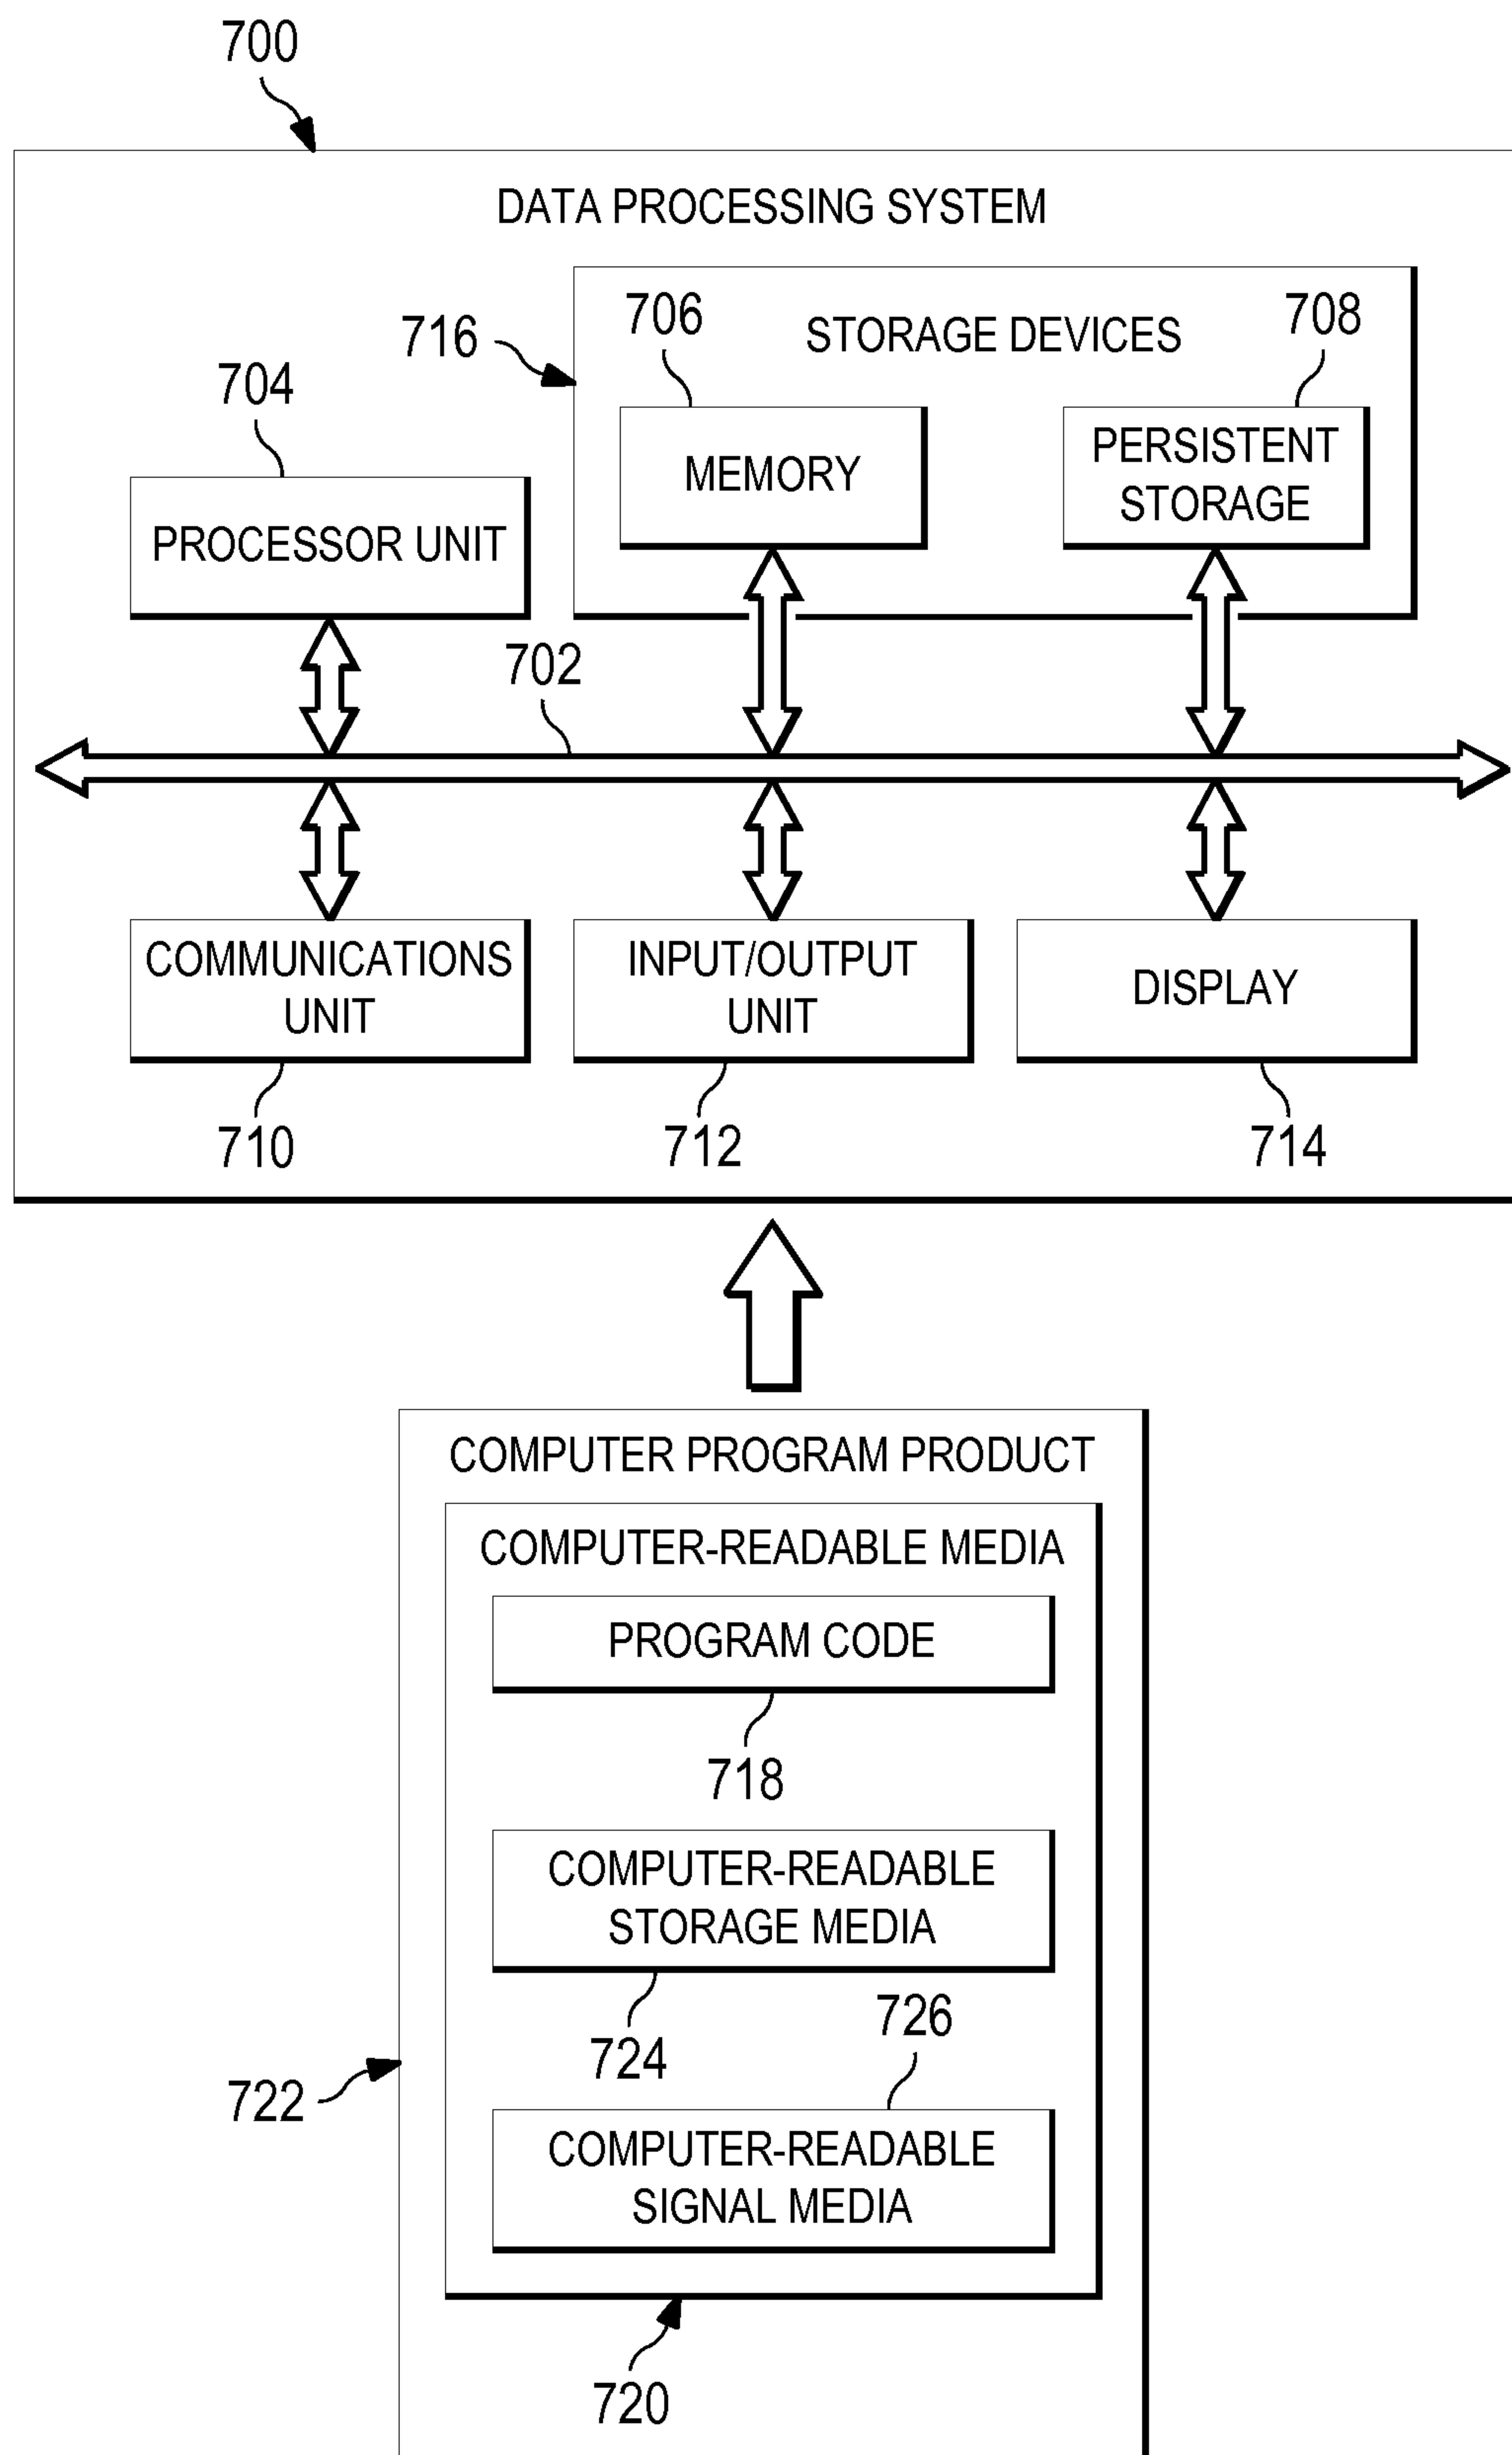 700
DATA PROCESSING SYSTEM
716
706
STORAGE DEVICES
708
704
MEMORY
PERSISTENT
STORAGE
PROCESSOR UNIT
702
COMMUNICATIONS
UNIT
INPUT/OUTPUT
UNIT
DISPLAY
710
712
714
COMPUTER PROGRAM PRODUCT
COMPUTER-READABLE MEDIA
PROGRAM CODE
718
COMPUTER-READABLE
STORAGE MEDIA
724
726
722
COMPUTER-READABLE
SIGNAL MEDIA
720